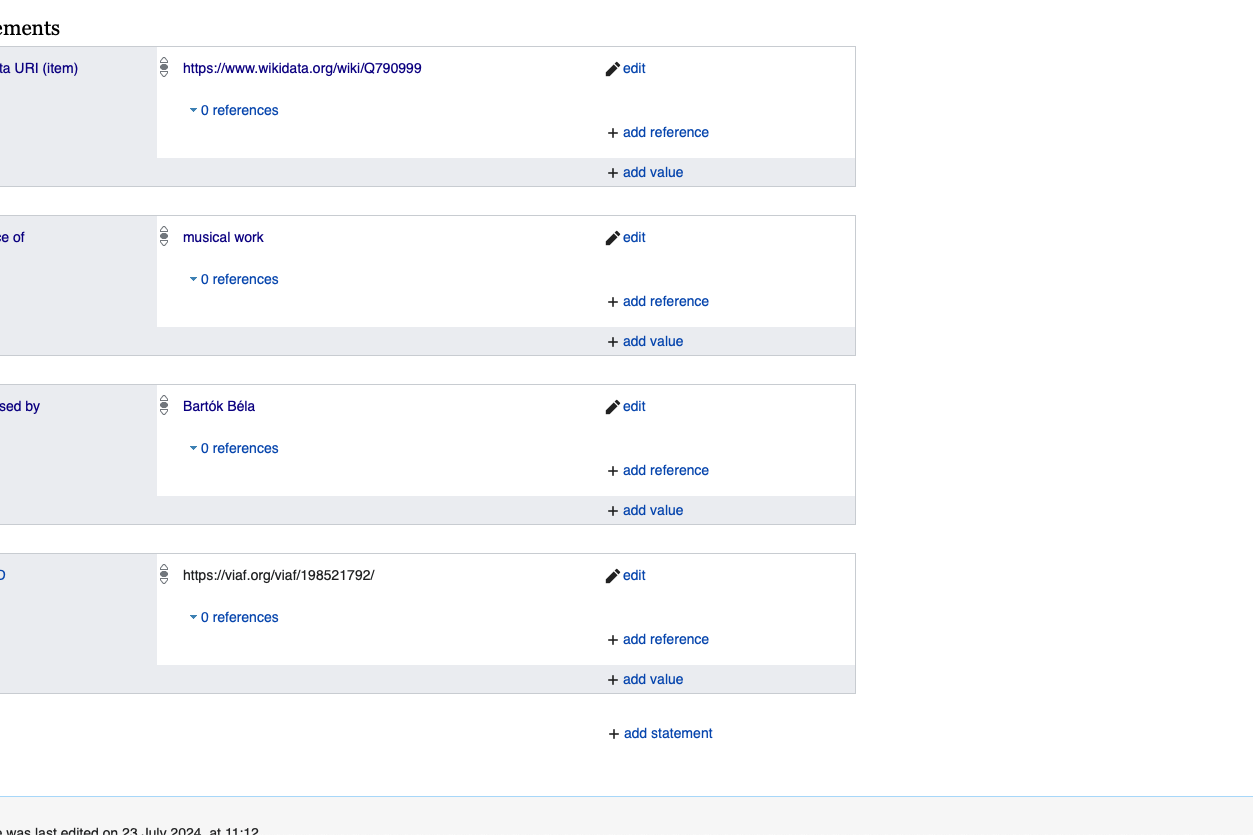 ements
ta URI (item)
https://www.wikidata.org/wiki/Q790999
edit
0 references
+ add reference
+ add value
ce of
musical work
edit
0 references
+ add reference
+ add value
sed by
Bartók Béla
edit
0 references
+ add reference
+ add value
D
https://viaf.org/viaf/198521792/
edit
0 references
+ add reference
+ add value
+ add statement
e was last edited on 23 July 2024, at 11:12